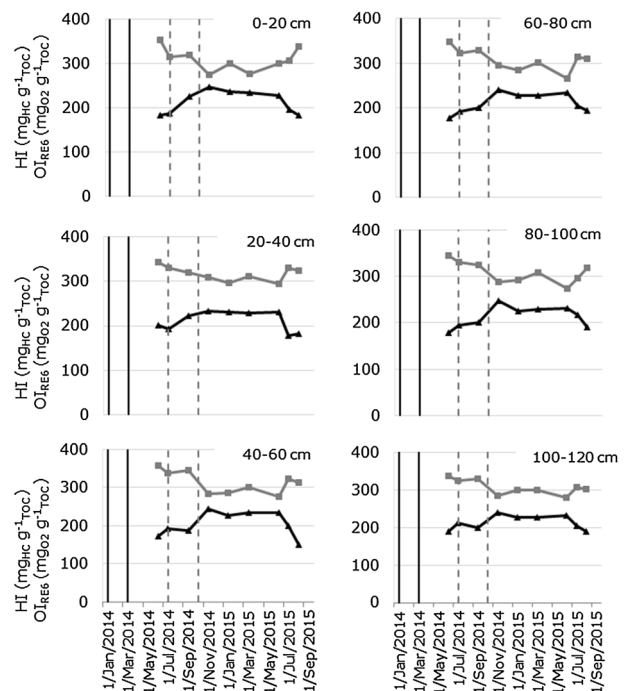 0-20 cm
HI (mgHC g⁻¹TOC)
OIRE6 (mgO2 g⁻¹TOC)
400
300
200
100
0
60-80 cm
400
300
200
100
0
20-40 cm
HI (mgHC g⁻¹TOC)
OIRE6 (mgO2 g⁻¹TOC)
400
300
200
100
0
80-100 cm
400
300
200
100
0
40-60 cm
HI (mgHC g⁻¹TOC)
OIRE6 (mgO2 g⁻¹TOC)
400
300
200
100
0
1/Jan/2014
1/Mar/2014
1/May/2014
1/Jul/2014
1/Sep/2014
1/Nov/2014
1/Jan/2015
1/Mar/2015
1/May/2015
1/Jul/2015
1/Sep/2015
100-120 cm
400
300
200
100
0
1/Jan/2014
1/Mar/2014
1/May/2014
1/Jul/2014
1/Sep/2014
1/Nov/2014
1/Jan/2015
1/Mar/2015
1/May/2015
1/Jul/2015
1/Sep/2015